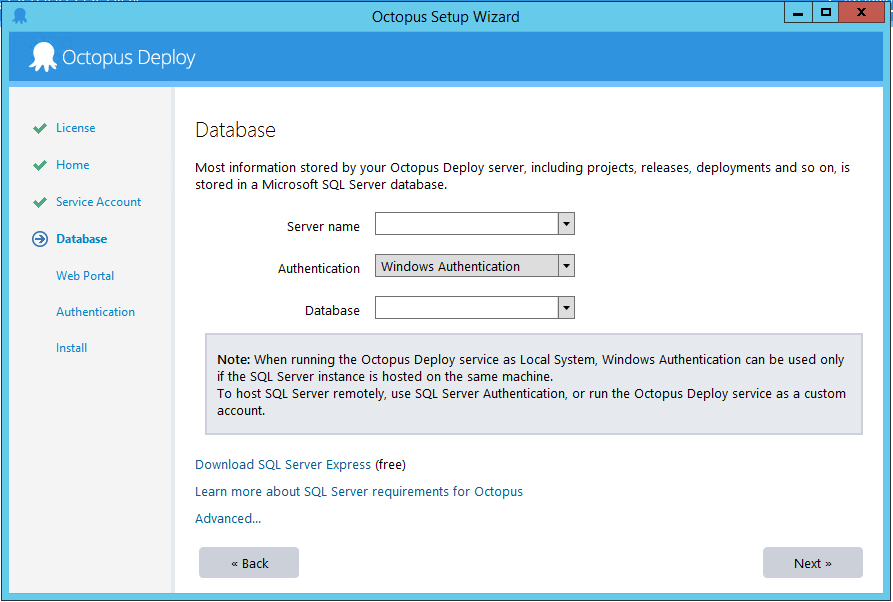 Octopus Setup Wizard
Octopus Deploy
License
Home
Service Account
Database
Web Portal
Authentication
Install
Database
Most information stored by your Octopus Deploy server, including projects, releases, deployments and so on, is
stored in a Microsoft SQL Server database.
Server name
Authentication
Windows Authentication
Database
Note: When running the Octopus Deploy service as Local System, Windows Authentication can be used only
if the SQL Server instance is hosted on the same machine.
To host SQL Server remotely, use SQL Server Authentication, or run the Octopus Deploy service as a custom
account.
Download SQL Server Express (free)
Learn more about SQL Server requirements for Octopus
Advanced...
« Back
Next »